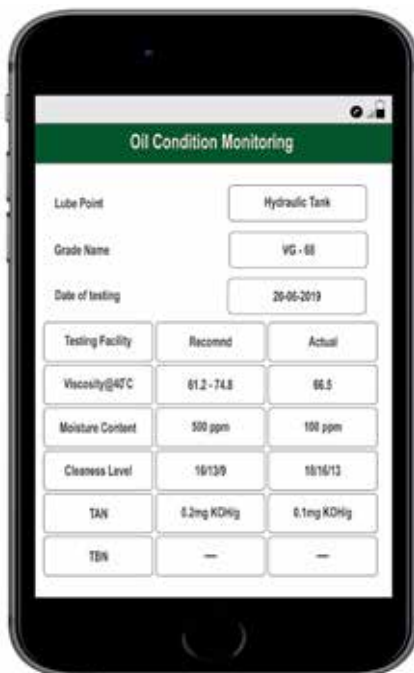 Oil Condition Monitoring
Lube Point Hydraulic Tank
Grade Name VG - 68
Date of testing 20-06-2019
Testing Facility Recomnd Actual
Viscosity@40°C 61.2 - 74.8 66.5
Moisture Content 500 ppm 100 ppm
Cleaness Level 16/13/9 18/16/13
TAN 0.2mg KOH/g 0.1mg KOH/g
TBN — —